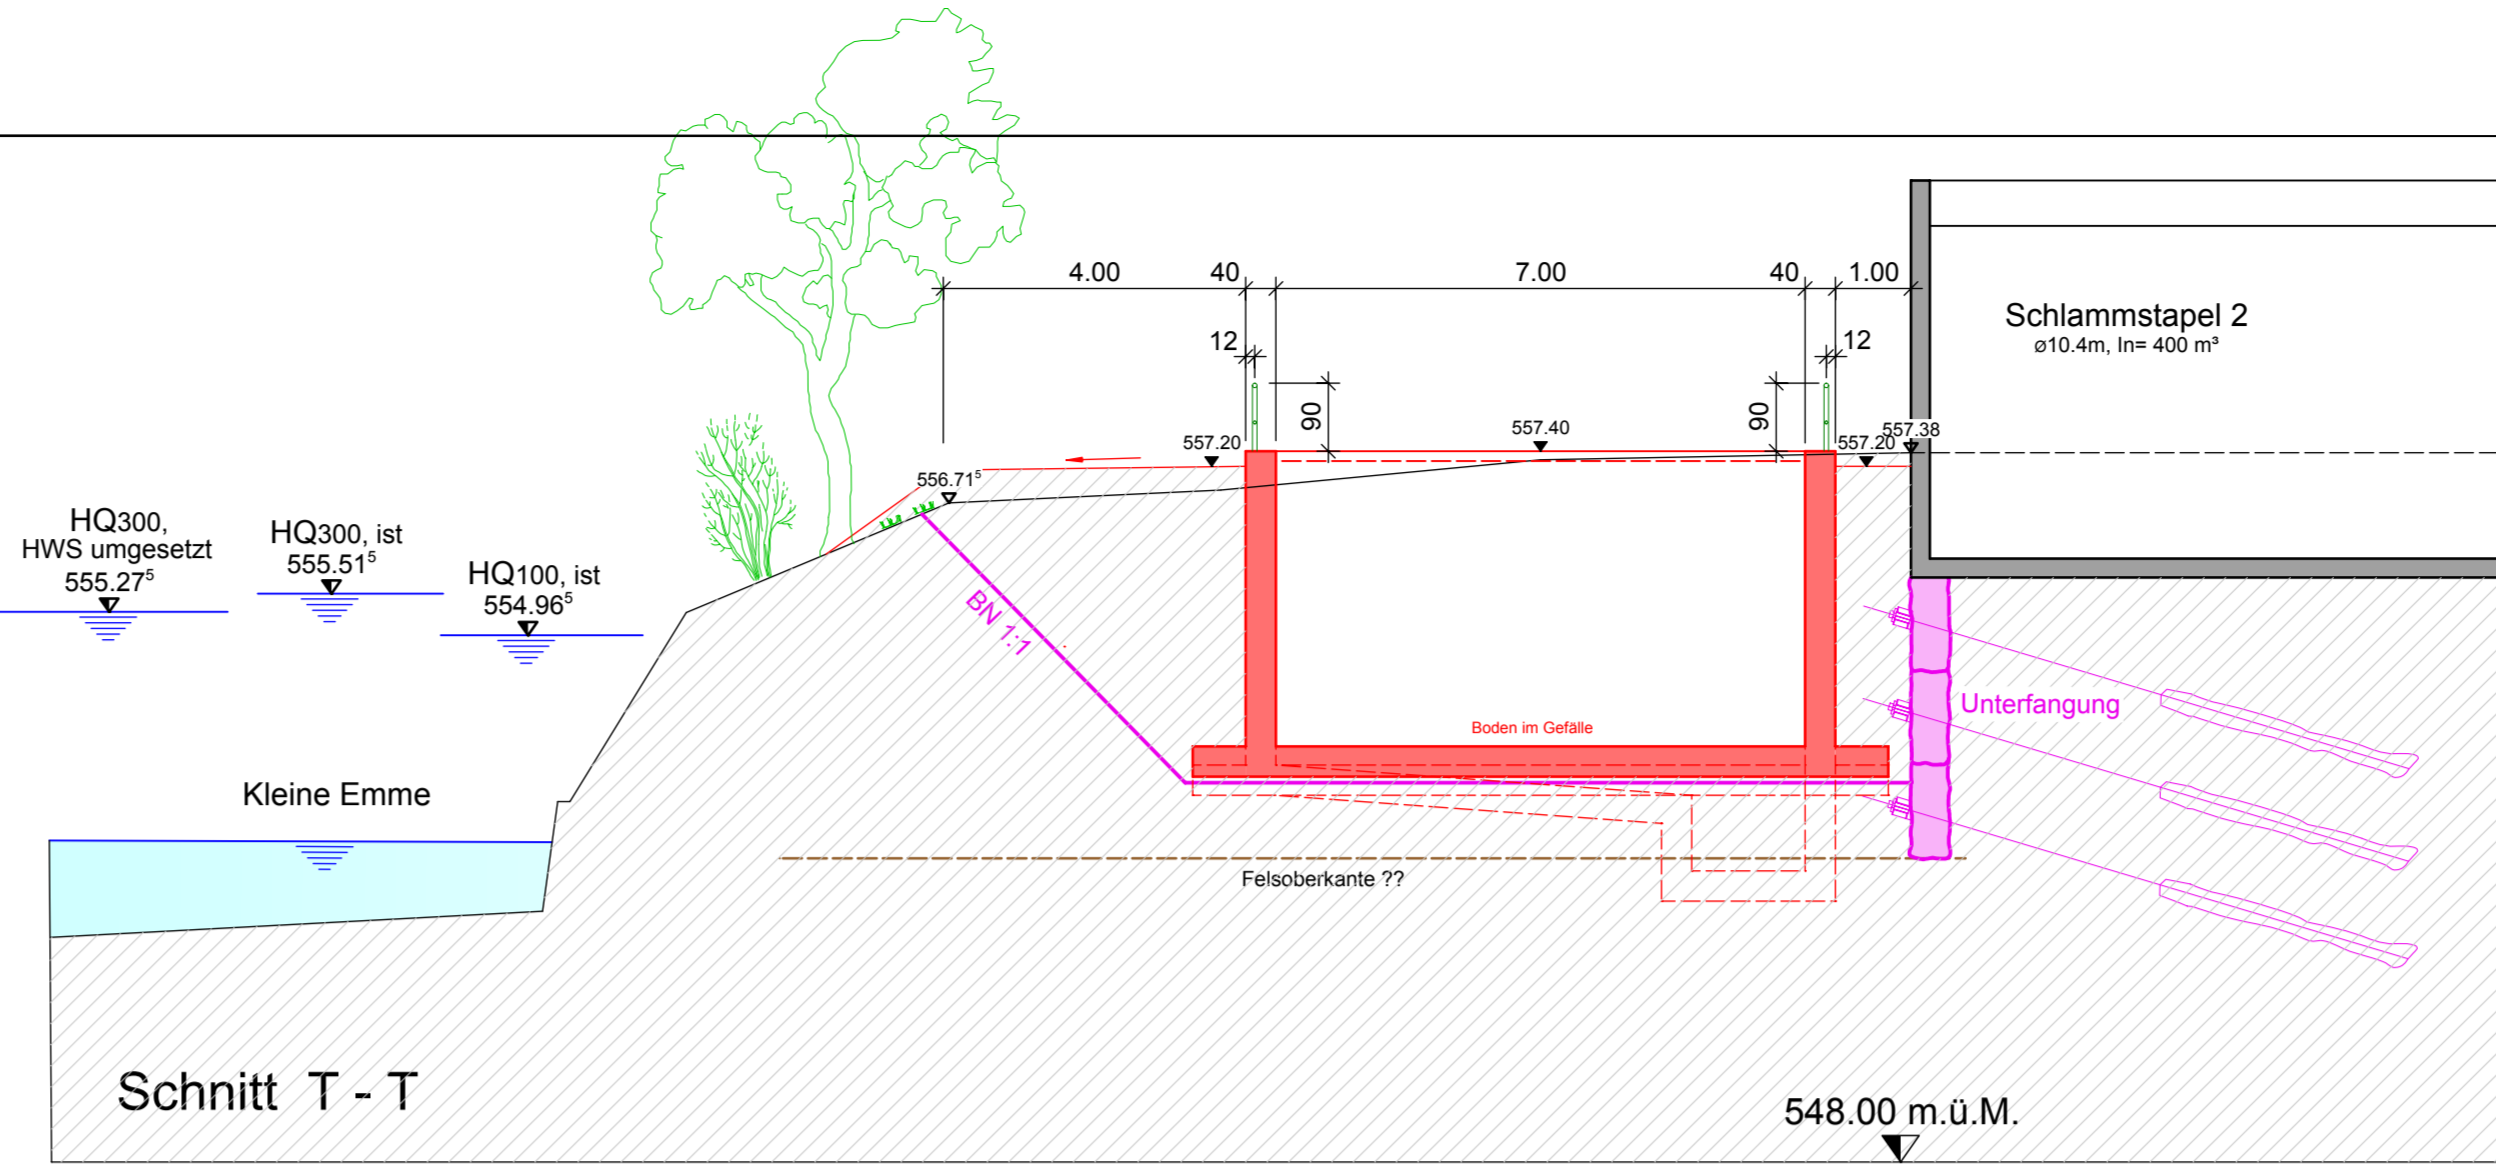 4.00
40
7.00
40
1.00
12
12
90
90
Schlammstapel 2
ø10.4m, In= 400 m³
557.20
557.40
557.20
557.38
556.71⁵
HQ300,
HWS umgesetzt
555.27⁵
HQ300, ist
555.51⁵
HQ100, ist
554.96⁵
BN 1:1
Unterfangung
Boden im Gefälle
Kleine Emme
Felsoberkante ??
Schnitt T - T
548.00 m.ü.M.